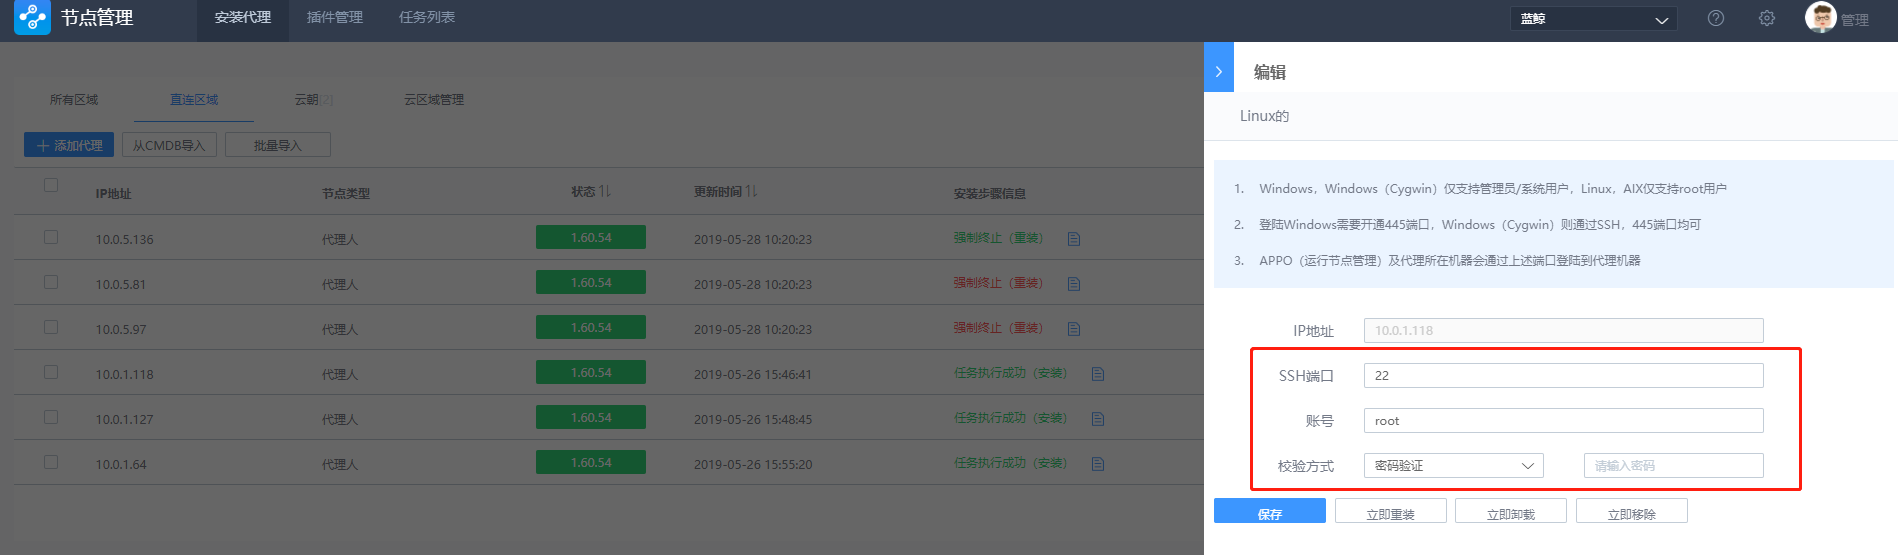 节点管理 安装代理 插件管理 任务列表 蓝鲸 管理
编辑
Linux的
所有区域 直连区域 云朝[2] 云区域管理
添加代理 从CMDB导入 批量导入
IP地址 节点类型 状态 更新时间 安装步骤信息
10.0.5.136 代理人 1.60.54 2019-05-28 10:20:23 强制终止（重装）
10.0.5.81 代理人 1.60.54 2019-05-28 10:20:23 强制终止（重装）
10.0.5.97 代理人 1.60.54 2019-05-28 10:20:23 强制终止（重装）
10.0.1.118 代理人 1.60.54 2019-05-26 15:46:41 任务执行成功（安装）
10.0.1.127 代理人 1.60.54 2019-05-26 15:48:45 任务执行成功（安装）
10.0.1.64 代理人 1.60.54 2019-05-26 15:55:20 任务执行成功（安装）
1. Windows，Windows（Cygwin）仅支持管理员/系统用户，Linux，AIX仅支持root用户
2. 登陆Windows需要开通445端口，Windows（Cygwin）则通过SSH，445端口均可
3. APPO（运行节点管理）及代理所在机器会通过上述端口登陆到代理机器
IP地址 10.0.1.118
SSH端口 22
账号 root
校验方式 密码验证 请输入密码
保存 立即重装 立即卸载 立即移除